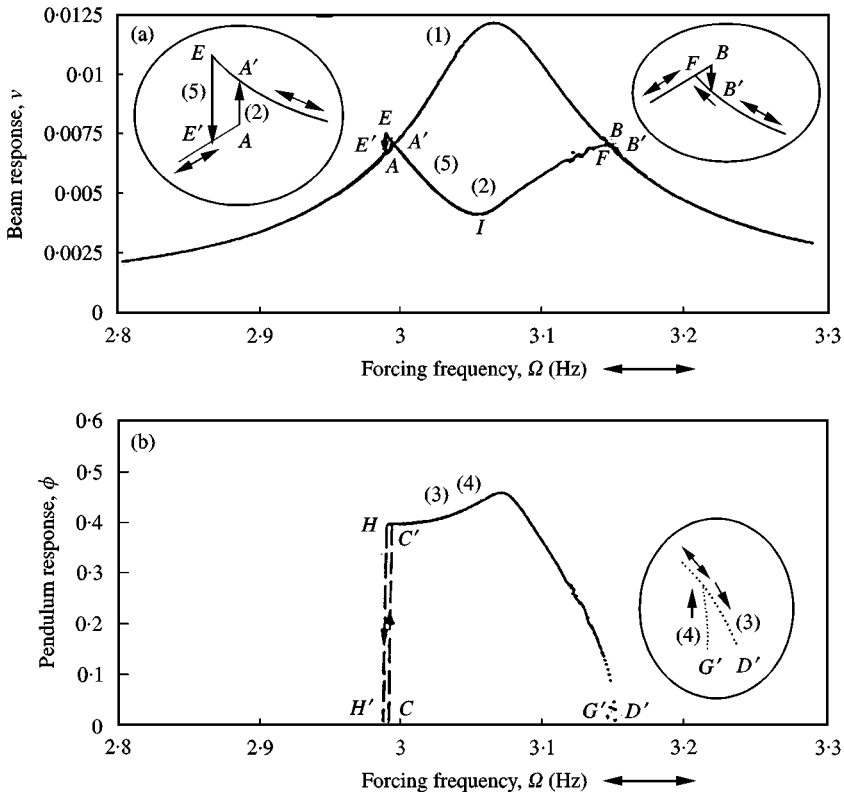 0·0125
(a)
(1)
E
A′
(5)
(2)
E′
A
F
B
B′
0·01
0·0075
E
E′
A′
A
(5)
(2)
I
B
F
B′
0·005
0·0025
0
2·8
2·9
3
3·1
3·2
3·3
Beam response, v
Forcing frequency, Ω (Hz)
0·6
(b)
0·5
(3)
(4)
0·4
H
C′
0·3
0·2
(4)
(3)
G′
D′
0·1
H′
C
G′
D′
0
2·8
2·9
3
3·1
3·2
3·3
Pendulum response, ϕ
Forcing frequency, Ω (Hz)